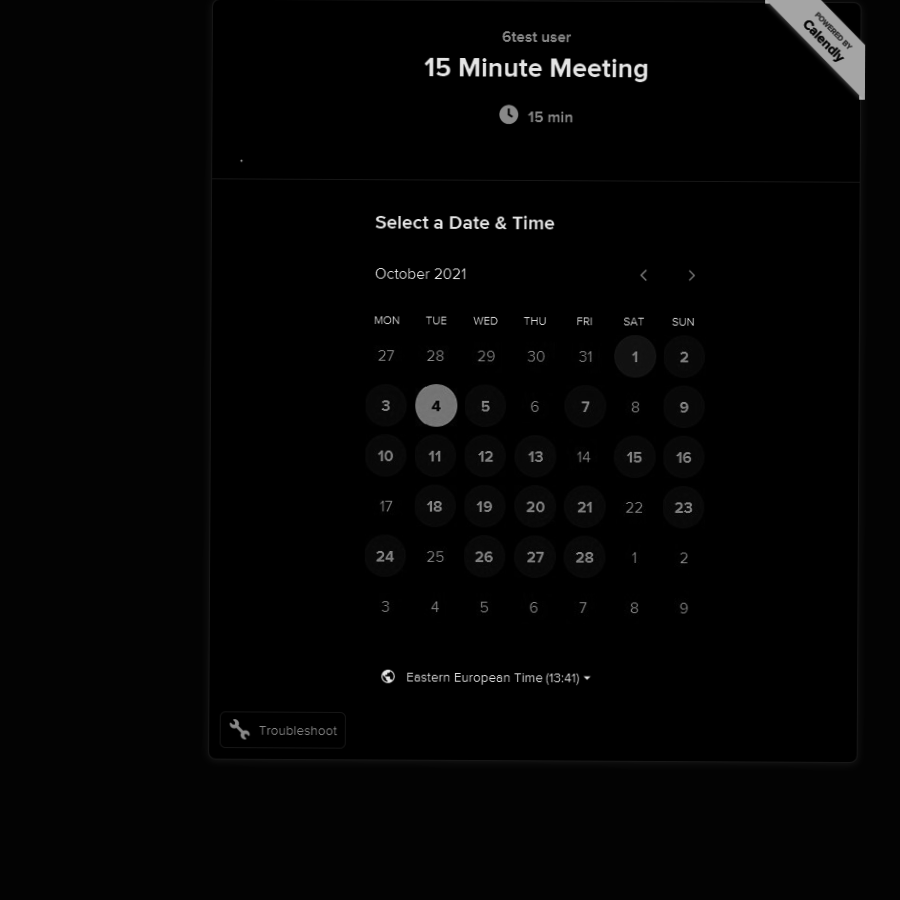 POWERED BY
Calendly
6test user
15 Minute Meeting
15 min
.
Select a Date & Time
October 2021
MON TUE WED THU FRI SAT SUN
27 28 29 30 31 1 2
3 4 5 6 7 8 9
10 11 12 13 14 15 16
17 18 19 20 21 22 23
24 25 26 27 28 1 2
3 4 5 6 7 8 9
Eastern European Time (13:41)
Troubleshoot